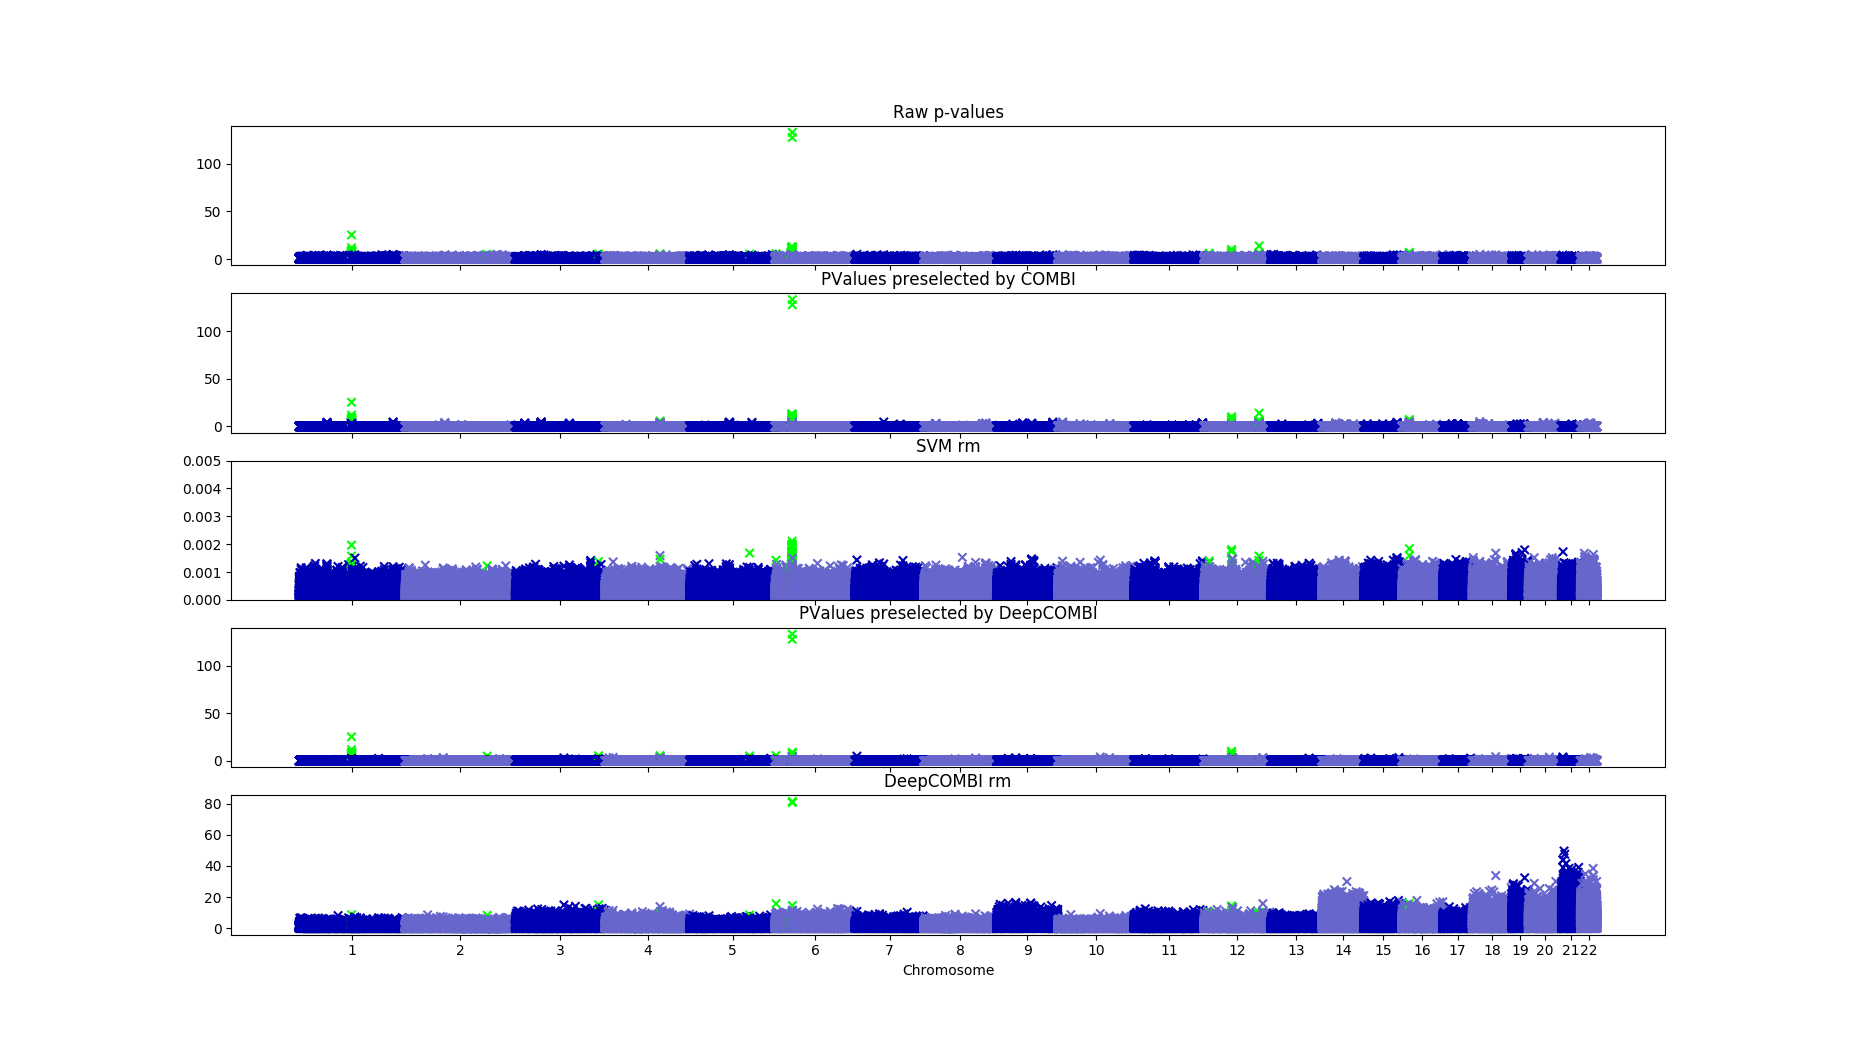 Raw p-values
100
50
0
PValues preselected by COMBI
100
50
0
SVM rm
0.005
0.004
0.003
0.002
0.001
0.000
PValues preselected by DeepCOMBI
100
50
0
DeepCOMBI rm
80
60
40
20
0
1 2 3 4 5 6 7 8 9 10 11 12 13 14 15 16 17 18 19 20 21 22
Chromosome